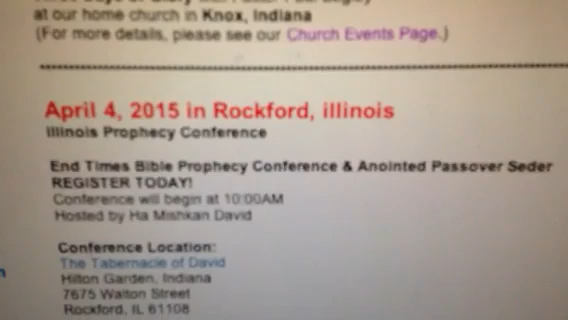 at our home church in Knox, Indiana
(For more details, please see our Church Events Page.)
April 4, 2015 in Rockford, illinois
Illinois Prophecy Conference
End Times Bible Prophecy Conference & Anointed Passover Seder
REGISTER TODAY!
Conference will begin at 10:00AM
Hosted by Ha Mishkan David
Conference Location:
The Tabernacle of David
Hilton Garden, Indiana
7675 Walton Street
Rockford, IL 61108